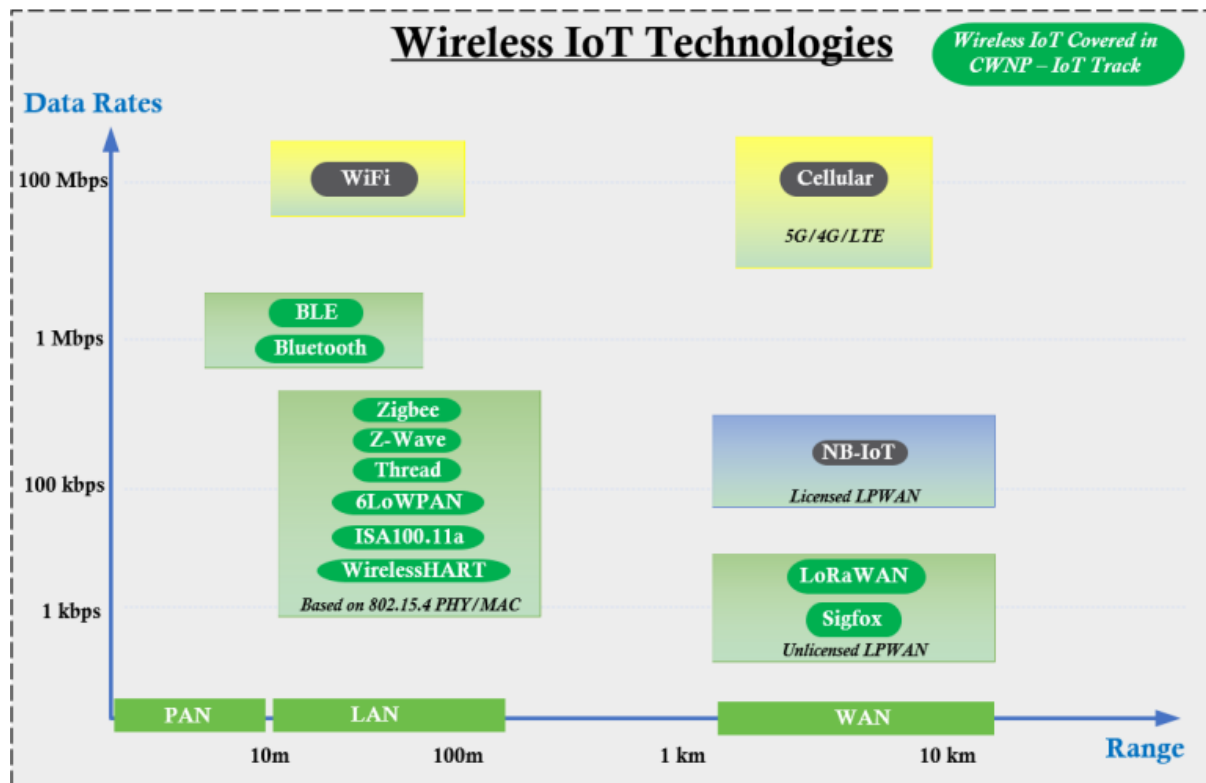 Wireless IoT Technologies
Wireless IoT Covered in
CWNP – IoT Track
Data Rates
100 Mbps
WiFi
Cellular
5G/4G/LTE
1 Mbps
BLE
Bluetooth
Zigbee
Z-Wave
Thread
6LoWPAN
ISA100.11a
WirelessHART
Based on 802.15.4 PHY/MAC
NB-IoT
Licensed LPWAN
100 kbps
LoRaWAN
Sigfox
Unlicensed LPWAN
1 kbps
PAN
LAN
WAN
10m
100m
1 km
10 km
Range